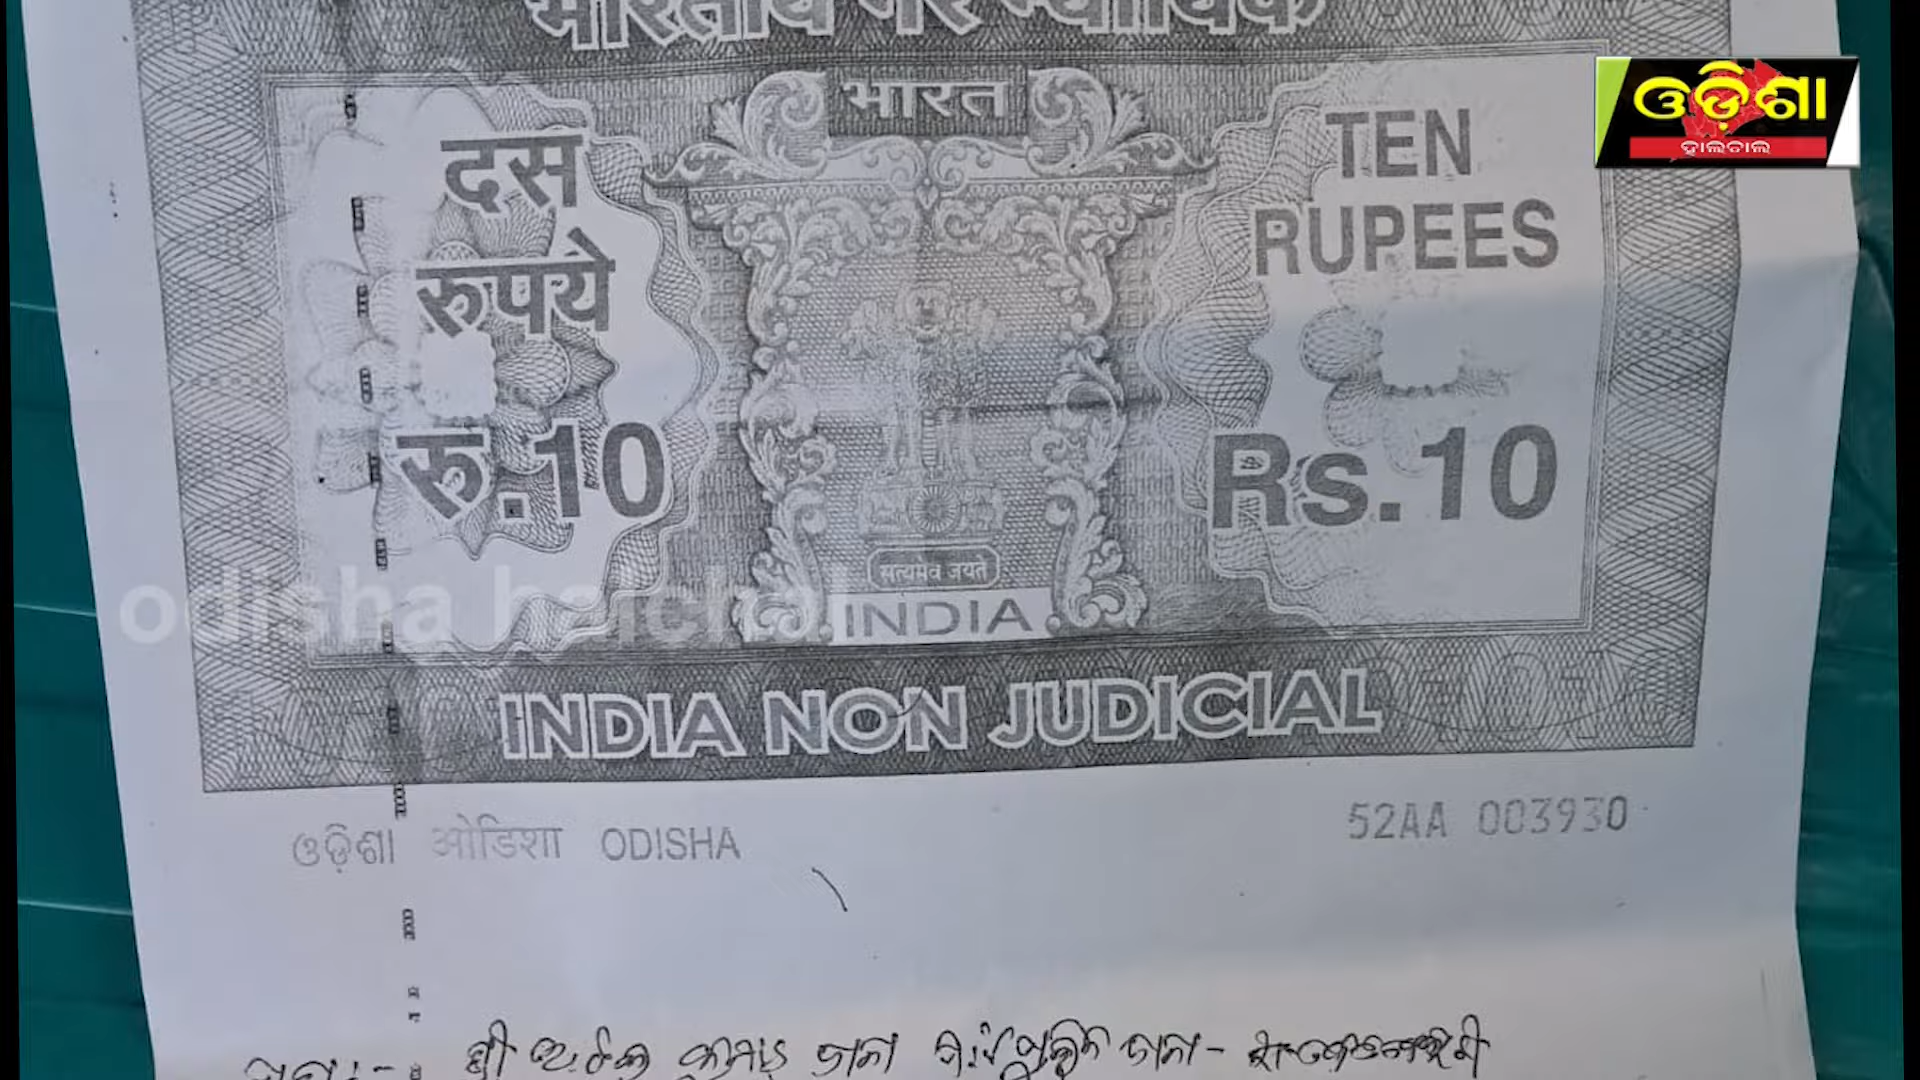 भारतीय गैर न्यायिक
भारत
ଓଡ଼ିଶା
ହାଲଚାଲ
दस
रुपये
रु.10
TEN
RUPEES
Rs.10
सत्यमेव जयते
INDIA
odisha halchal
INDIA NON JUDICIAL
ଓଡ଼ିଶା ओडिशा ODISHA
52AA 003930
ଶ୍ରୀ